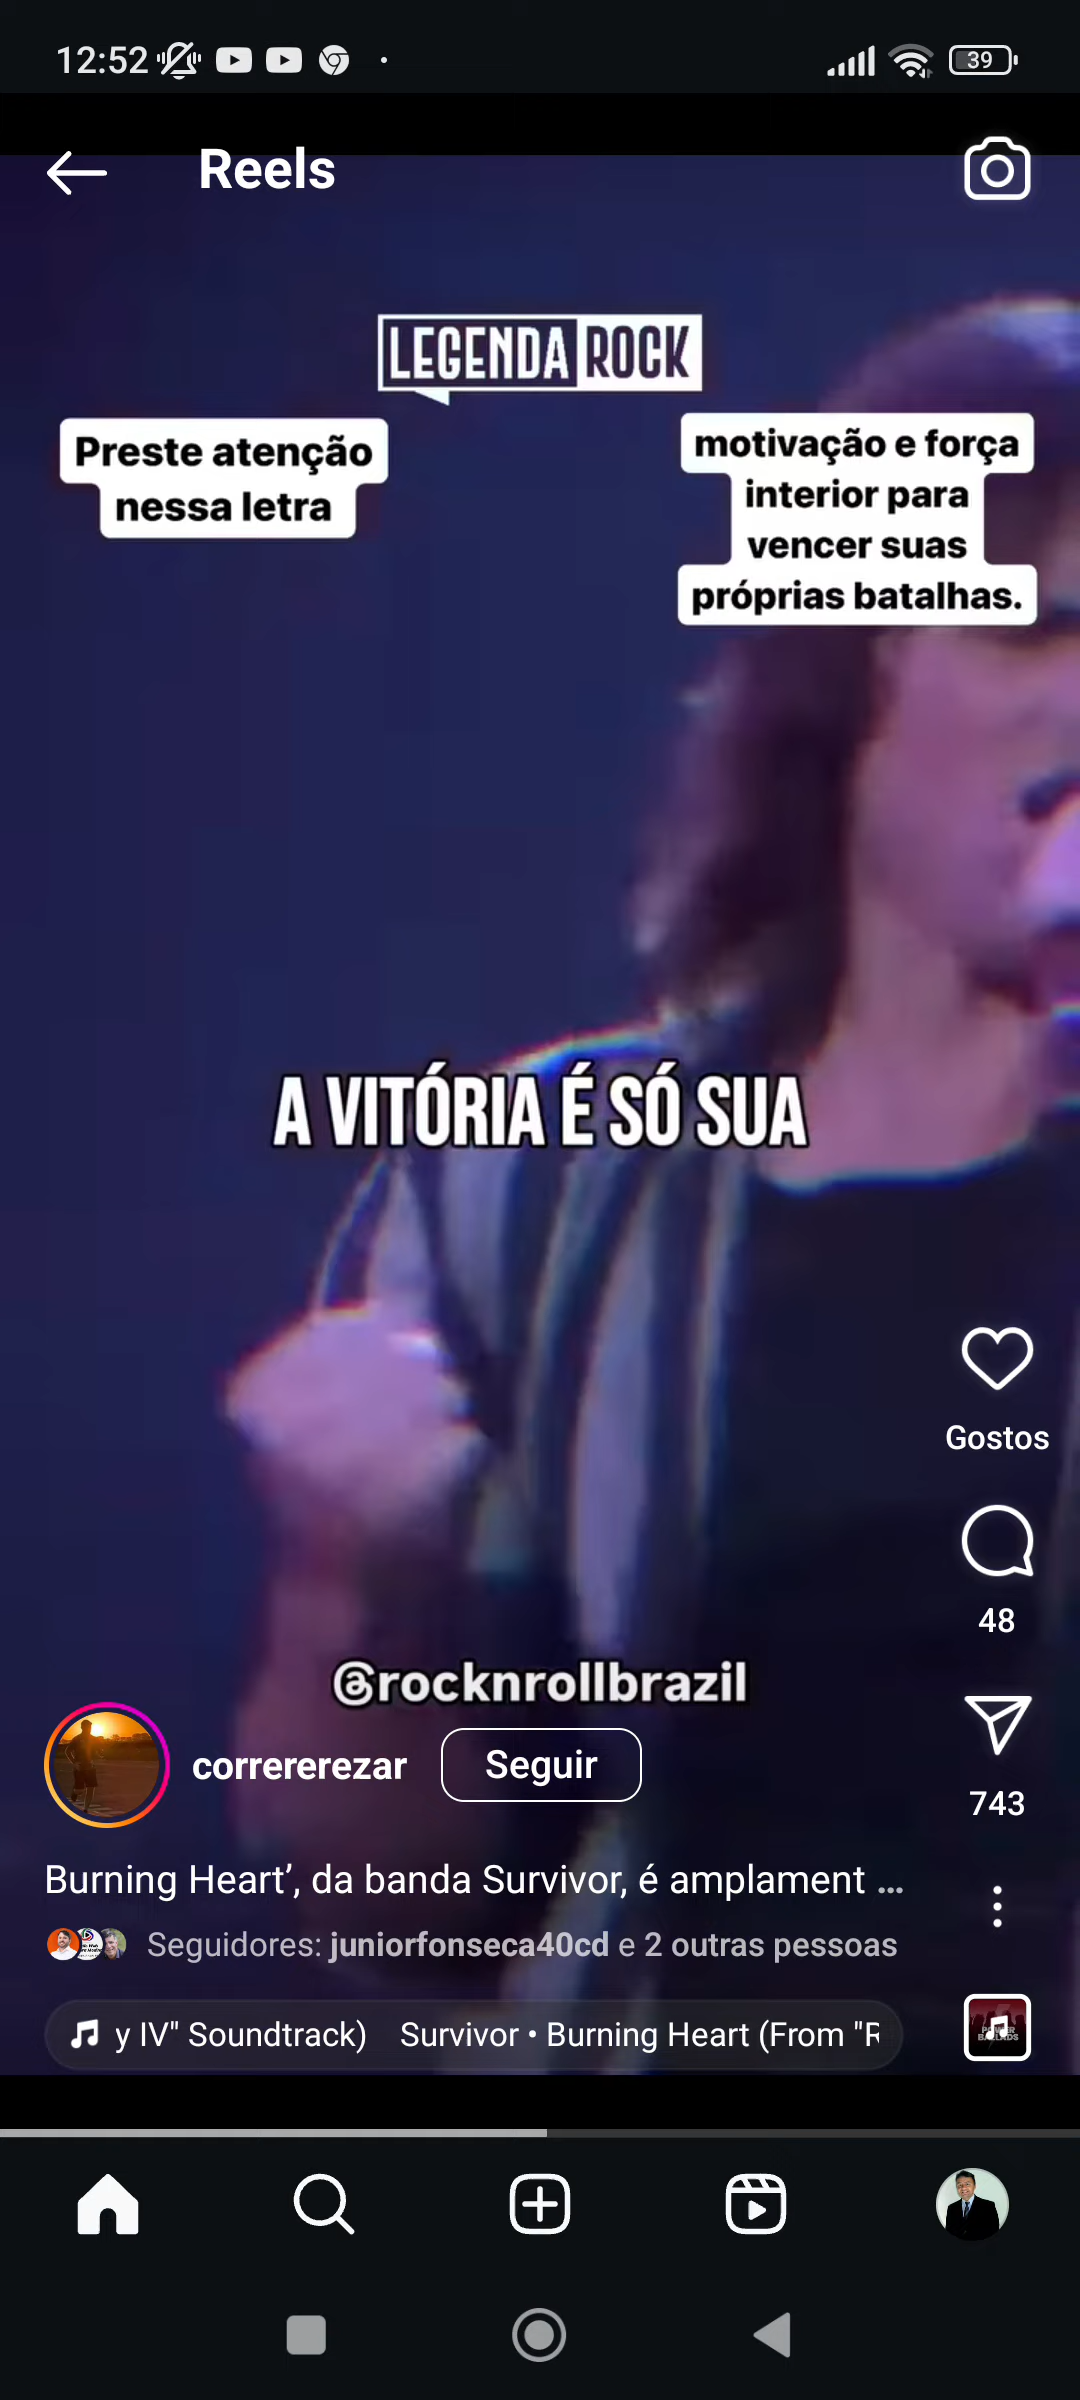 12:52
39
Reels
LEGENDA ROCK
Preste atenção
nessa letra
motivação e força
interior para
vencer suas
próprias batalhas.
A VITÓRIA É SÓ SUA
Gostos
48
@rocknrollbrazil
correrezar Seguir
743
Burning Heart’, da banda Survivor, é amplament ...
Seguidores: juniorfonseca40cd e 2 outras pessoas
y IV" Soundtrack) Survivor • Burning Heart (From "R